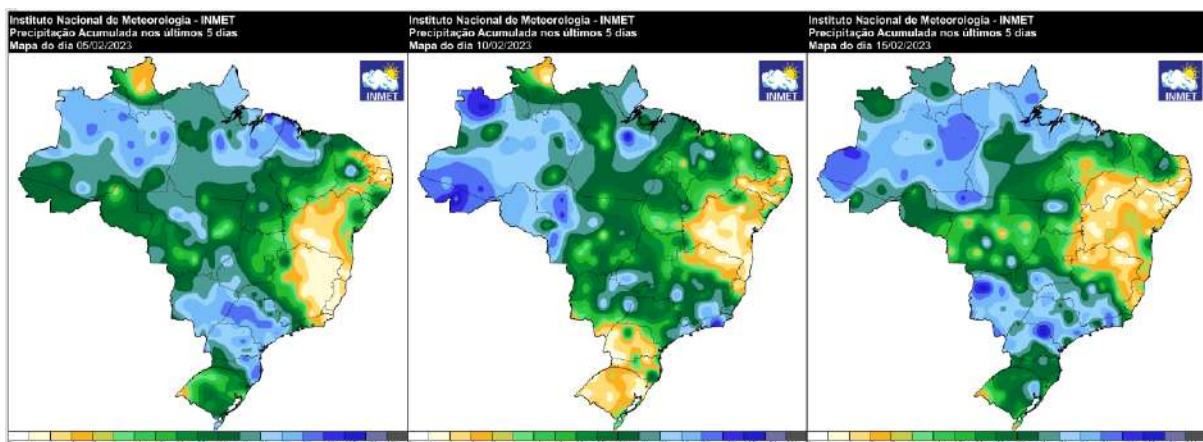 Instituto Nacional de Meteorologia - INMET
Precipitação Acumulada nos últimos 5 dias
Mapa do dia 05/02/2023
INMET
Instituto Nacional de Meteorologia - INMET
Precipitação Acumulada nos últimos 5 dias
Mapa do dia 10/02/2023
INMET
Instituto Nacional de Meteorologia - INMET
Precipitação Acumulada nos últimos 5 dias
Mapa do dia 15/02/2023
INMET